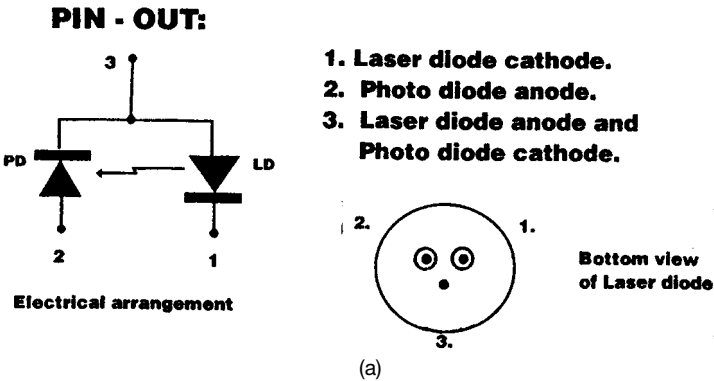 PIN - OUT:
3
PD
LD
2
1
Electrical arrangement
1. Laser diode cathode.
2. Photo diode anode.
3. Laser diode anode and
Photo diode cathode.
2.
1.
Bottom view
of Laser diode
3.
(a)